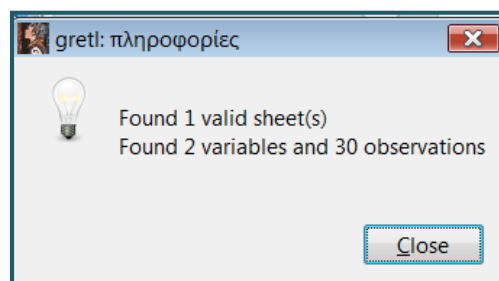 gretl: πληροφορίες
Found 1 valid sheet(s)
Found 2 variables and 30 observations
Close